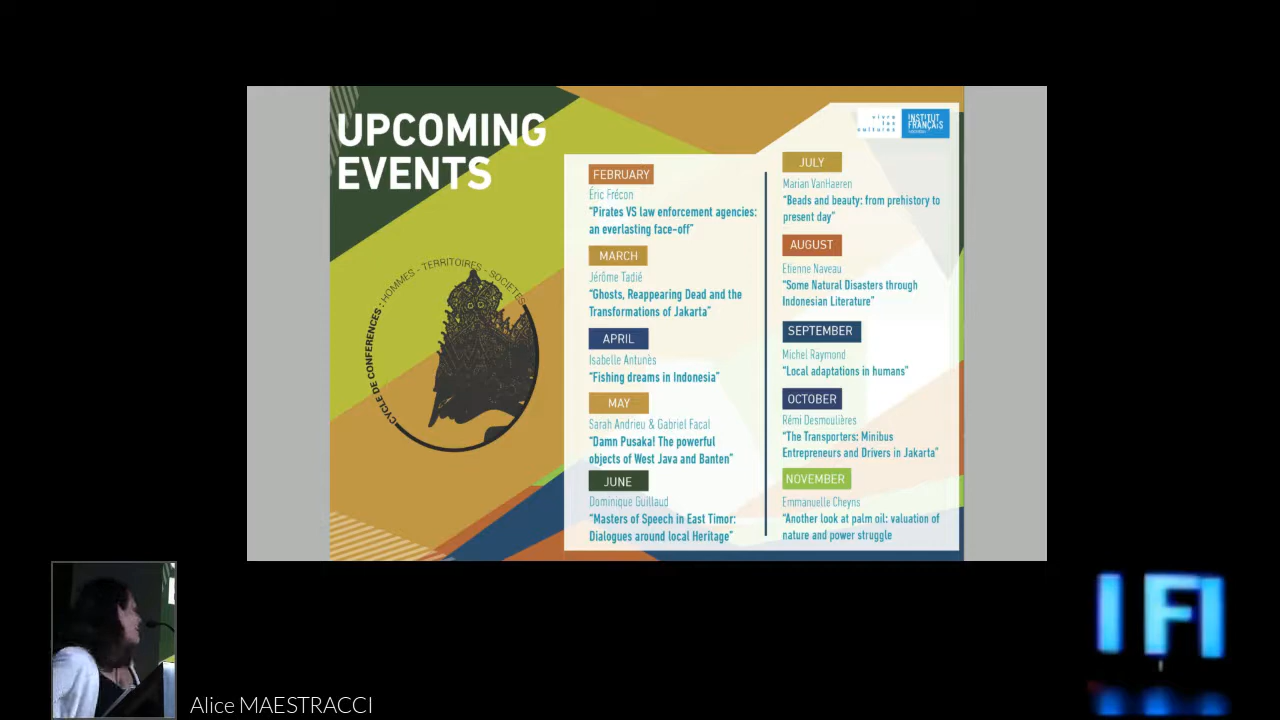 UPCOMING
EVENTS
CYCLE DE CONFERENCES : HOMMES - TERRITOIRES - SOCIETES
vivre
les
cultures
INSTITUT
FRANÇAIS
FEBRUARY
Éric Frécon
“Pirates VS law enforcement agencies:
an everlasting face-off”
MARCH
Jérôme Tadié
“Ghosts, Reappearing Dead and the
Transformations of Jakarta”
APRIL
Isabelle Antunès
“Fishing dreams in Indonesia”
MAY
Sarah Andrieu & Gabriel Facal
“Damn Pusaka! The powerful
objects of West Java and Banten”
JUNE
Dominique Guillaud
“Masters of Speech in East Timor:
Dialogues around local Heritage”
JULY
Marian VanHaeren
“Beads and beauty: from prehistory to
present day”
AUGUST
Etienne Naveau
“Some Natural Disasters through
Indonesian Literature”
SEPTEMBER
Michel Raymond
“Local adaptations in humans”
OCTOBER
Rémi Desmoulières
“The Transporters: Minibus
Entrepreneurs and Drivers in Jakarta”
NOVEMBER
Emmanuelle Cheyns
“Another look at palm oil: valuation of
nature and power struggle
Alice MAESTRACCI
IFI